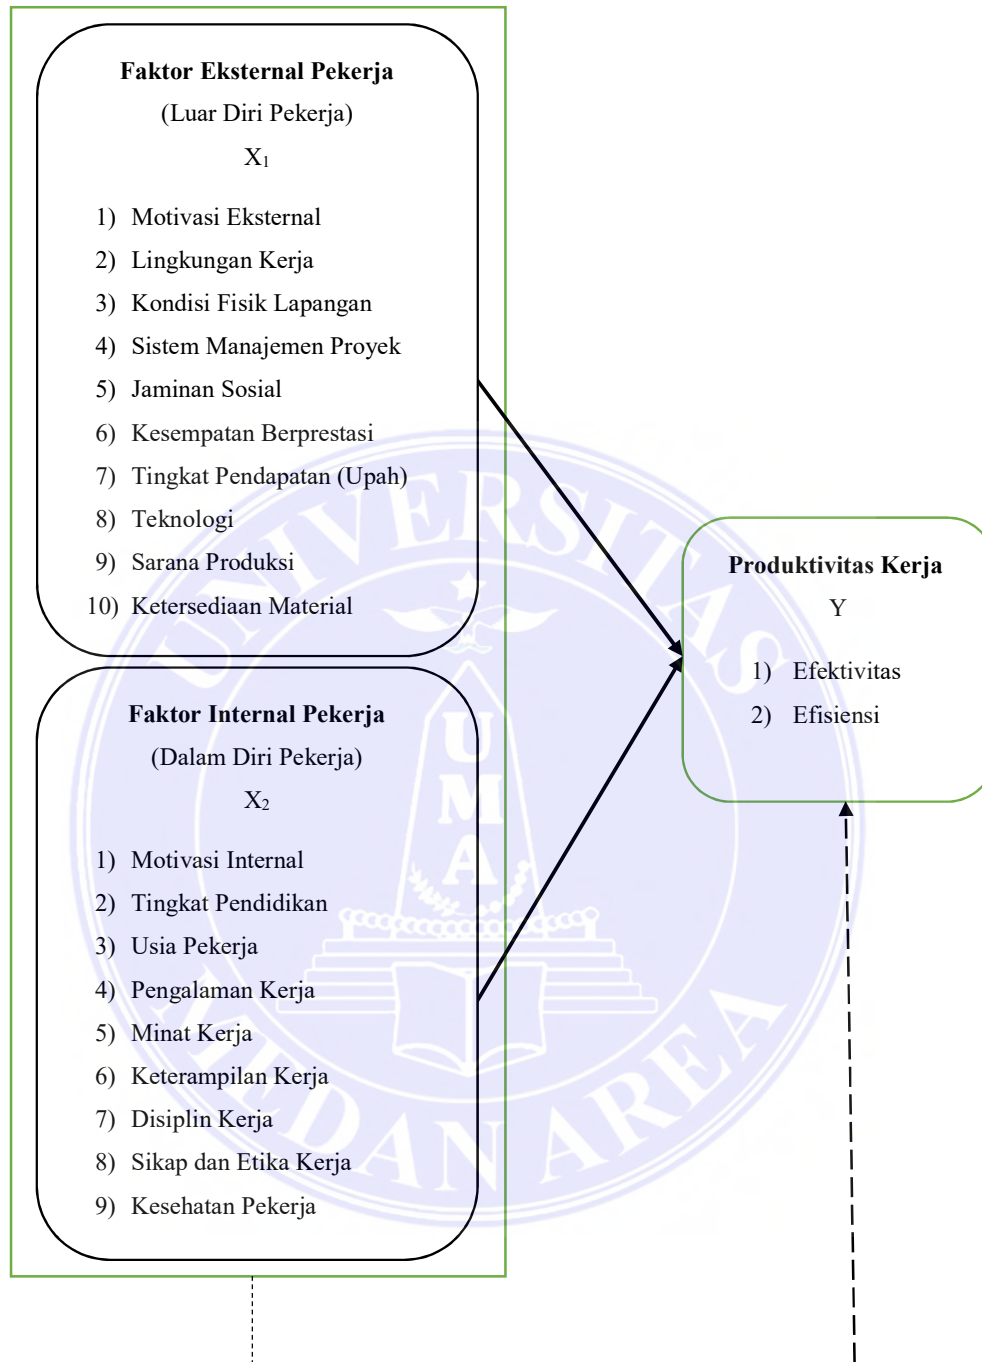 Faktor Eksternal Pekerja
(Luar Diri Pekerja)
X₁
1) Motivasi Eksternal
2) Lingkungan Kerja
3) Kondisi Fisik Lapangan
4) Sistem Manajemen Proyek
5) Jaminan Sosial
6) Kesempatan Berprestasi
7) Tingkat Pendapatan (Upah)
8) Teknologi
9) Sarana Produksi
10) Ketersediaan Material
Faktor Internal Pekerja
(Dalam Diri Pekerja)
X₂
1) Motivasi Internal
2) Tingkat Pendidikan
3) Usia Pekerja
4) Pengalaman Kerja
5) Minat Kerja
6) Keterampilan Kerja
7) Disiplin Kerja
8) Sikap dan Etika Kerja
9) Kesehatan Pekerja
Produktivitas Kerja
Y
1) Efektivitas
2) Efisiensi
UNIVERSITAS
UMA
MEDAN AREA